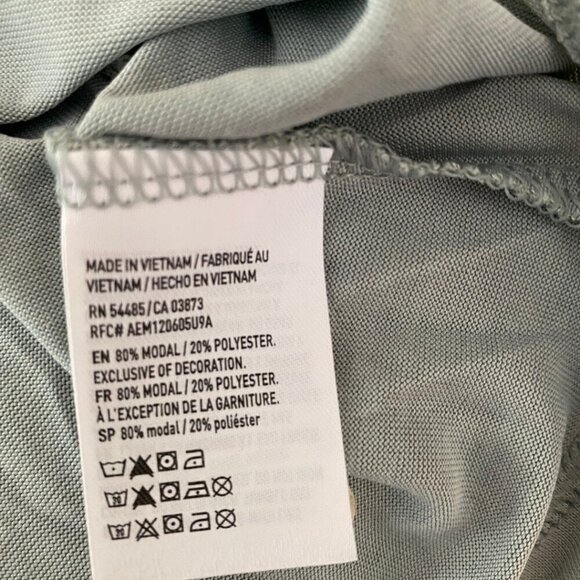 MADE IN VIETNAM / FABRIQUÉ AU
VIETNAM / HECHO EN VIETNAM
RN 54485 / CA 03873
RFC# AEM120605U9A
EN 80% MODAL / 20% POLYESTER.
EXCLUSIVE OF DECORATION.
FR 80% MODAL / 20% POLYESTER.
À L'EXCEPTION DE LA GARNITURE.
SP 80% modal / 20% poliéster